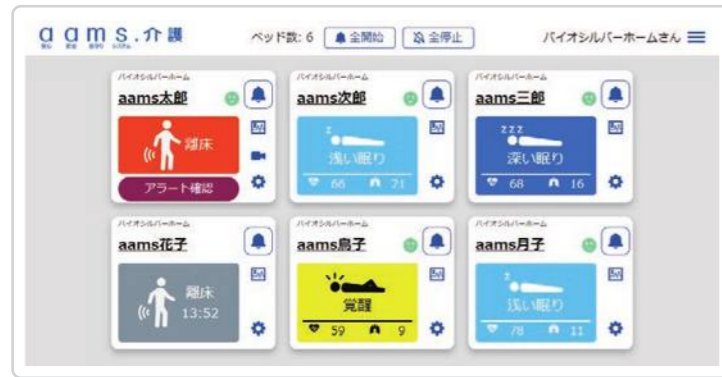 aams.介護
ベッド数: 6 全開始 全停止
バイオシルバーホームさん
バイオシルバーホーム
aams太郎
離床
アラート確認
バイオシルバーホーム
aams次郎
z
浅い眠り
66 21
バイオシルバーホーム
aams三郎
zzz
深い眠り
68 16
バイオシルバーホーム
aams花子
離床
13:52
バイオシルバーホーム
aams鳥子
覚醒
59 9
バイオシルバーホーム
aams月子
z
浅い眠り
78 11